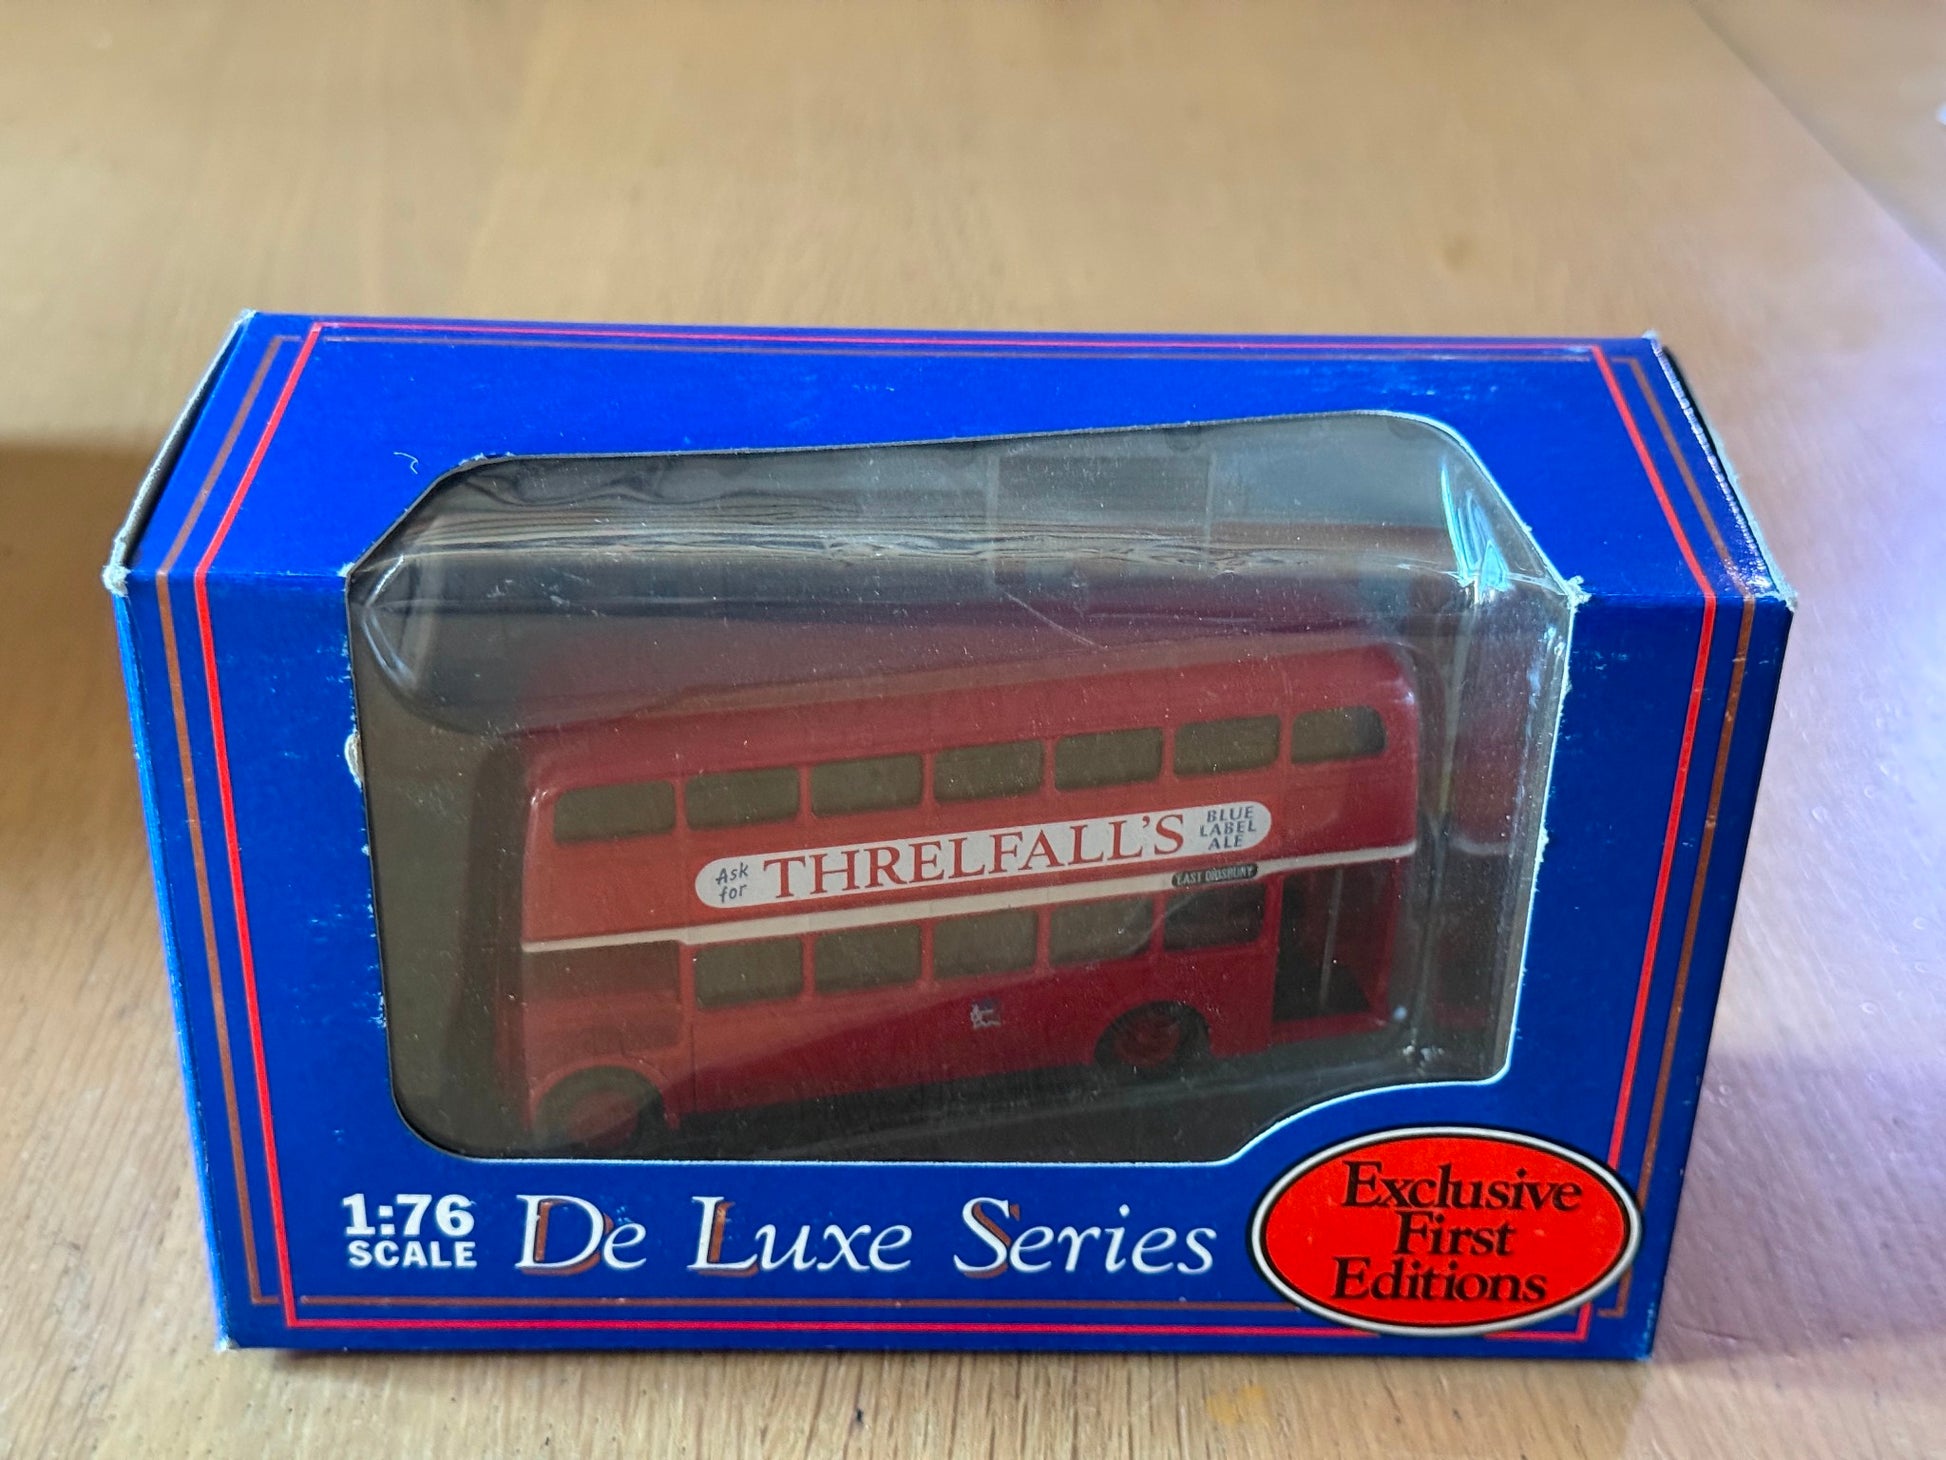 Ask
for
THRELFALL'S
BLUE
LABEL
ALE
EAST DIDSBURY
1:76
SCALE
De Luxe Series
Exclusive
First
Editions